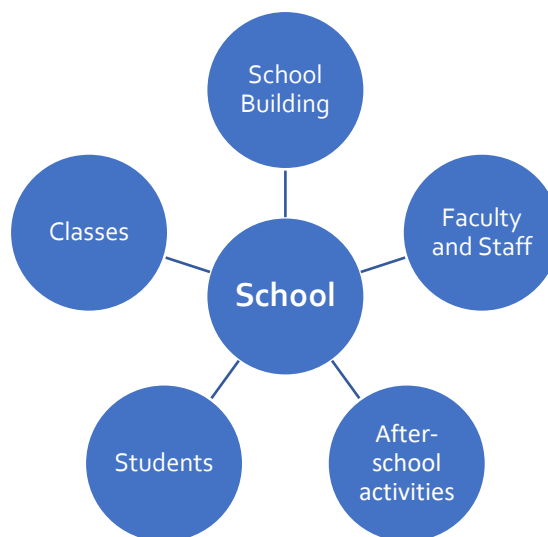 School
Building
Faculty
and Staff
Classes
School
Students
After-
school
activities